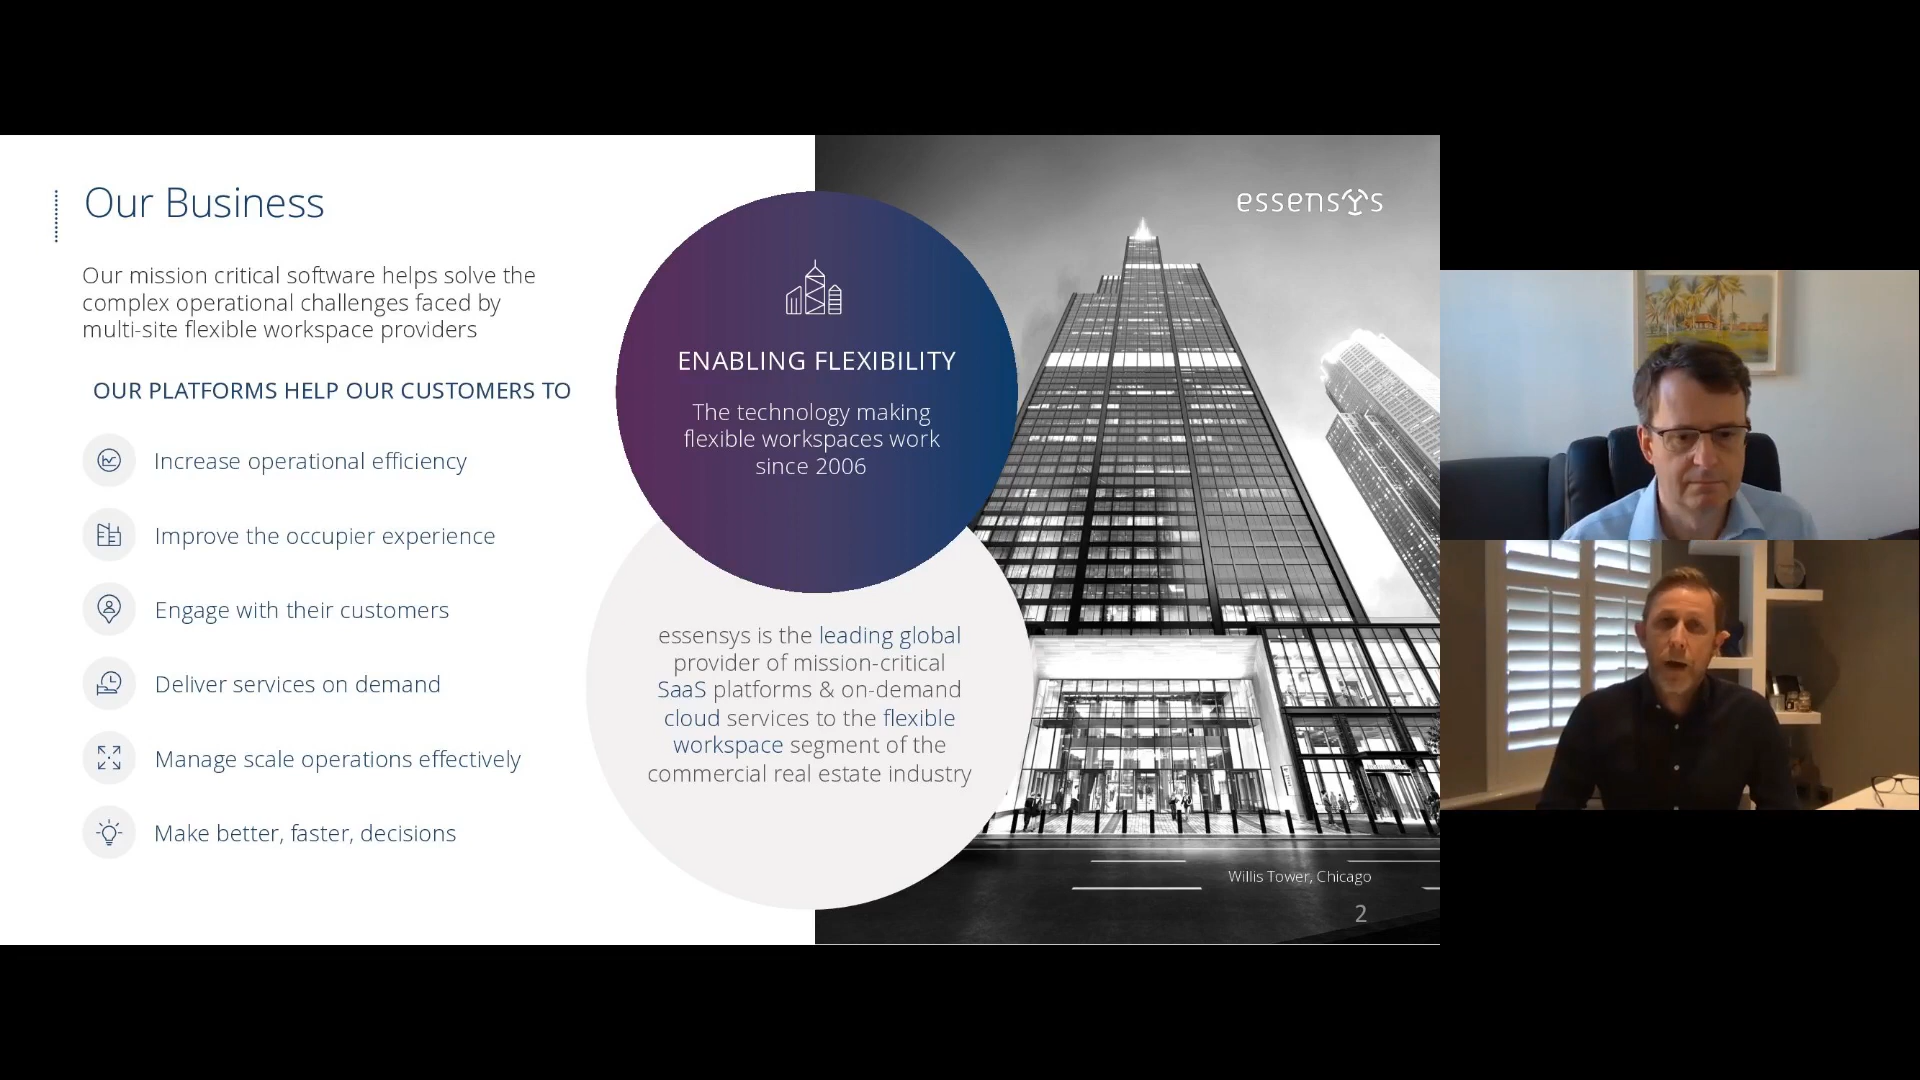 Our Business
Our mission critical software helps solve the
complex operational challenges faced by
multi-site flexible workspace providers
OUR PLATFORMS HELP OUR CUSTOMERS TO
Increase operational efficiency
Improve the occupier experience
Engage with their customers
Deliver services on demand
Manage scale operations effectively
Make better, faster, decisions
ENABLING FLEXIBILITY
The technology making
flexible workspaces work
since 2006
essensys is the leading global
provider of mission-critical
SaaS platforms & on-demand
cloud services to the flexible
workspace segment of the
commercial real estate industry
essensys
Willis Tower, Chicago
2